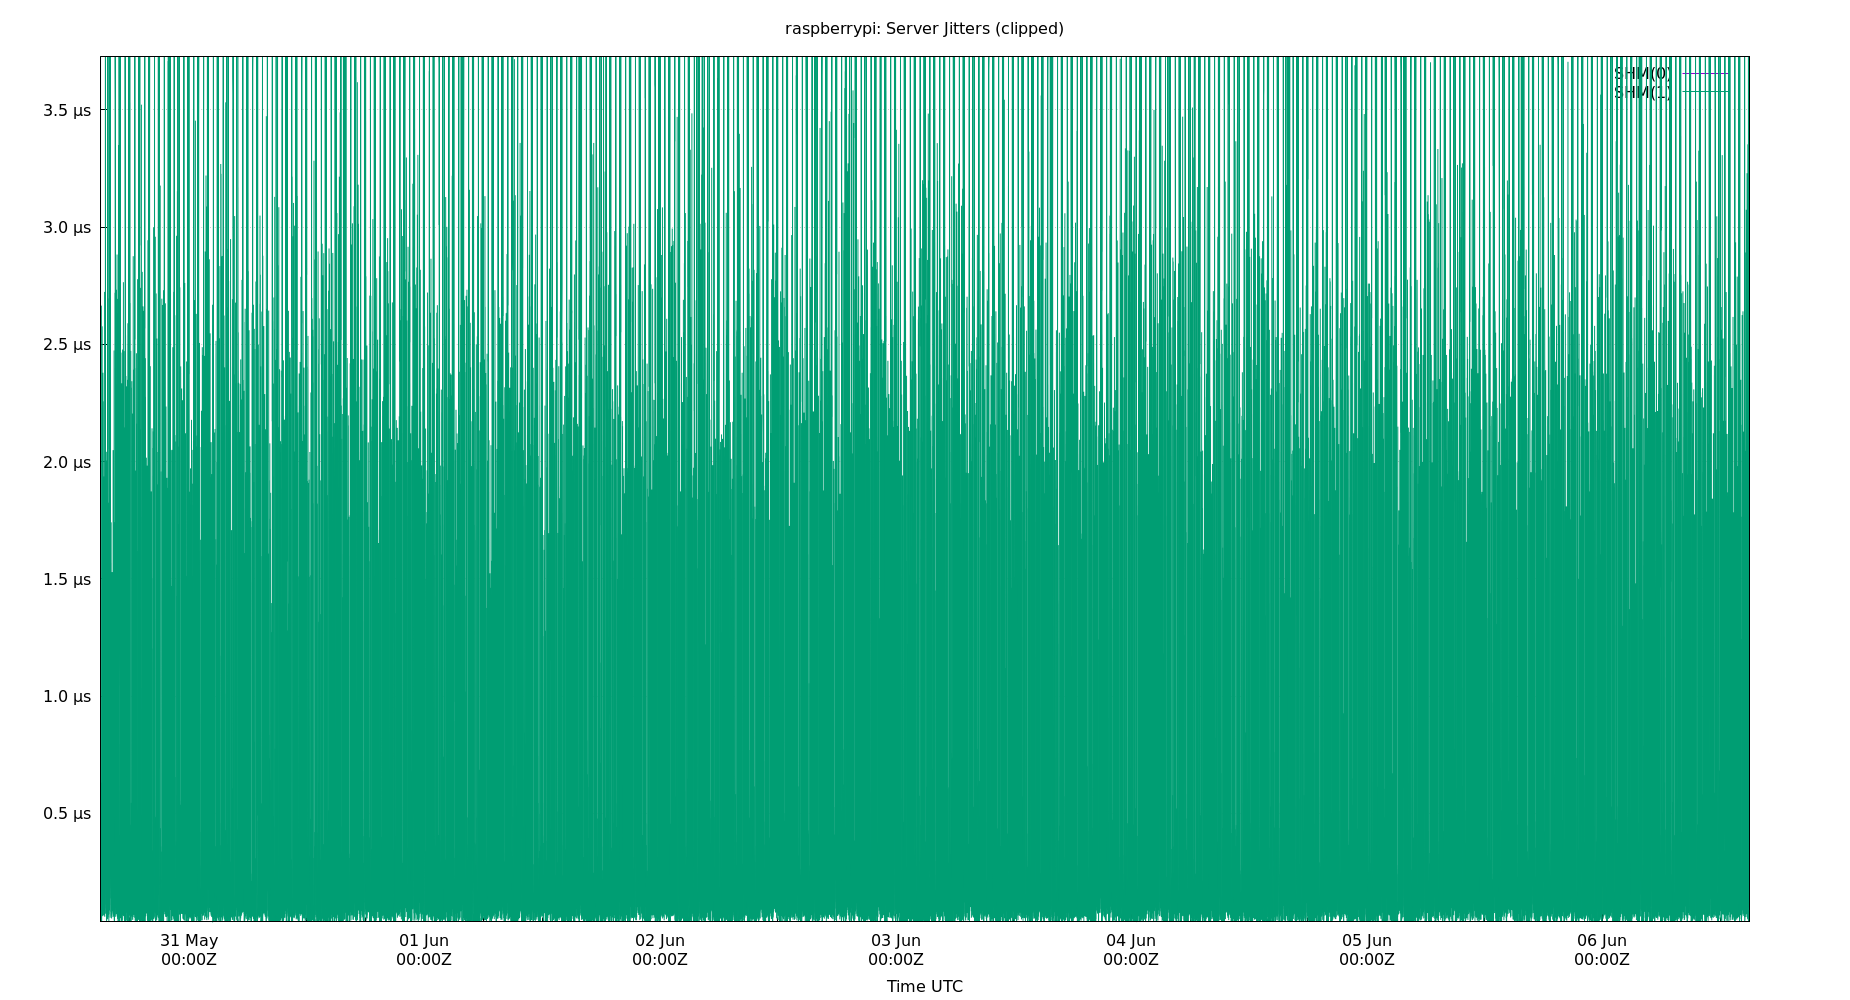 raspberrypi: Server Jitters (clipped)
SHM(0)
SHM(1)
3.5 µs
3.0 µs
2.5 µs
2.0 µs
1.5 µs
1.0 µs
0.5 µs
31 May 01 Jun 02 Jun 03 Jun 04 Jun 05 Jun 06 Jun
00:00Z 00:00Z 00:00Z 00:00Z 00:00Z 00:00Z 00:00Z
Time UTC